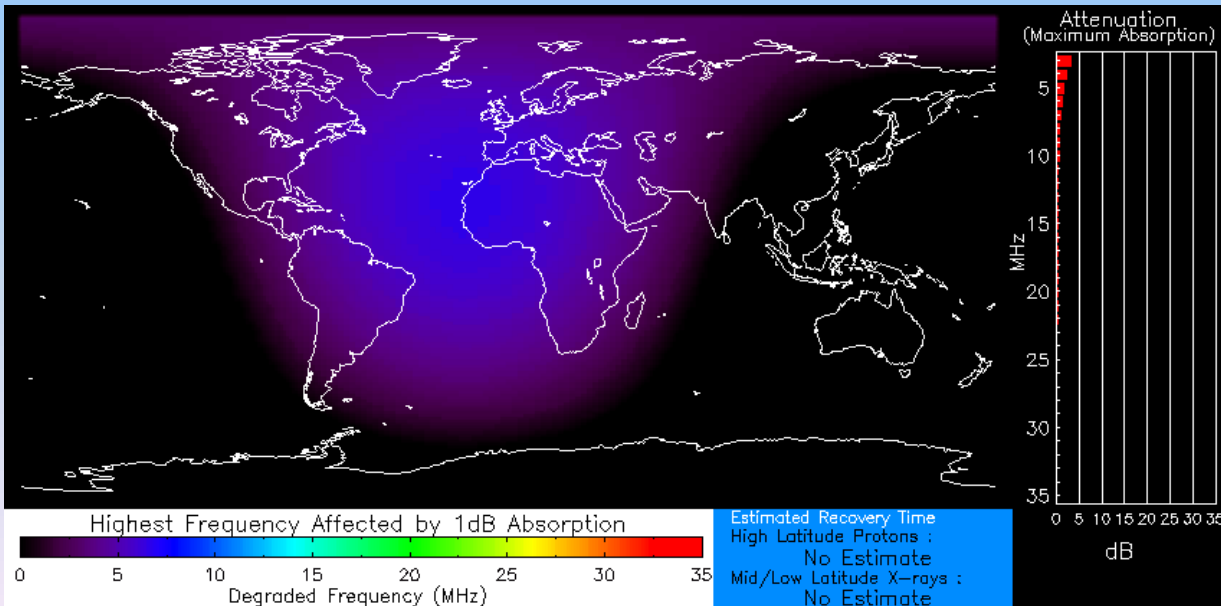 Attenuation
(Maximum Absorption)
5
10
15
20
25
30
35
MHz
0 5 10 15 20 25 30 35
dB
Highest Frequency Affected by 1dB Absorption
0 5 10 15 20 25 30 35
Degraded Frequency (MHz)
Estimated Recovery Time
High Latitude Protons :
No Estimate
Mid/Low Latitude X-rays :
No Estimate